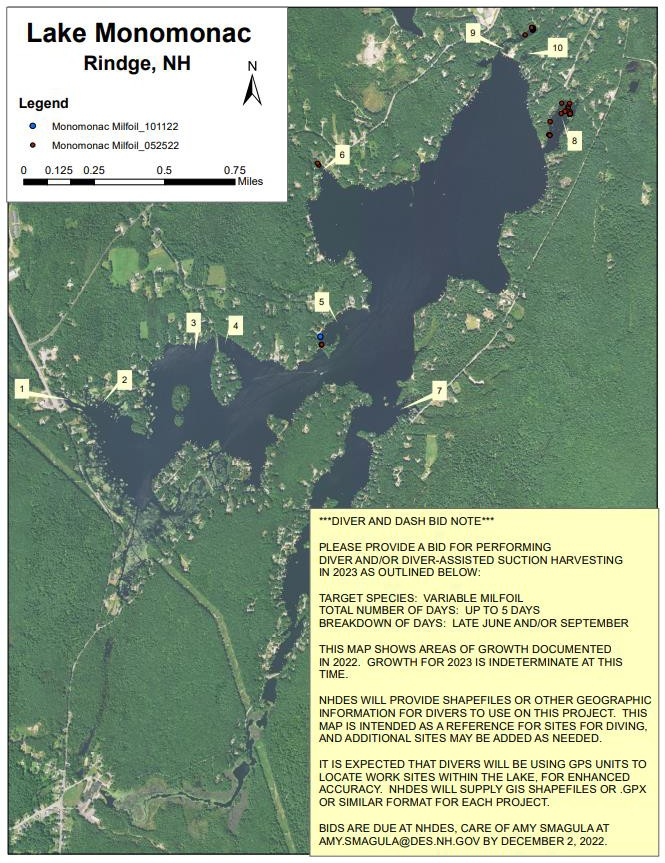 Lake Monomonac
Rindge, NH
N
Legend
Monomonac Milfoil_101122
Monomonac Milfoil_052522
0 0.125 0.25 0.5 0.75
Miles
9
10
8
6
5
3
4
2
1
7
***DIVER AND DASH BID NOTE***
PLEASE PROVIDE A BID FOR PERFORMING
DIVER AND/OR DIVER-ASSISTED SUCTION HARVESTING
IN 2023 AS OUTLINED BELOW:
TARGET SPECIES: VARIABLE MILFOIL
TOTAL NUMBER OF DAYS: UP TO 5 DAYS
BREAKDOWN OF DAYS: LATE JUNE AND/OR SEPTEMBER
THIS MAP SHOWS AREAS OF GROWTH DOCUMENTED
IN 2022. GROWTH FOR 2023 IS INDETERMINATE AT THIS
TIME.
NHDES WILL PROVIDE SHAPEFILES OR OTHER GEOGRAPHIC
INFORMATION FOR DIVERS TO USE ON THIS PROJECT. THIS
MAP IS INTENDED AS A REFERENCE FOR SITES FOR DIVING,
AND ADDITIONAL SITES MAY BE ADDED AS NEEDED.
IT IS EXPECTED THAT DIVERS WILL BE USING GPS UNITS TO
LOCATE WORK SITES WITHIN THE LAKE, FOR ENHANCED
ACCURACY. NHDES WILL SUPPLY GIS SHAPEFILES OR .GPX
OR SIMILAR FORMAT FOR EACH PROJECT.
BIDS ARE DUE AT NHDES, CARE OF AMY SMAGULA AT
AMY.SMAGULA@DES.NH.GOV BY DECEMBER 2, 2022.